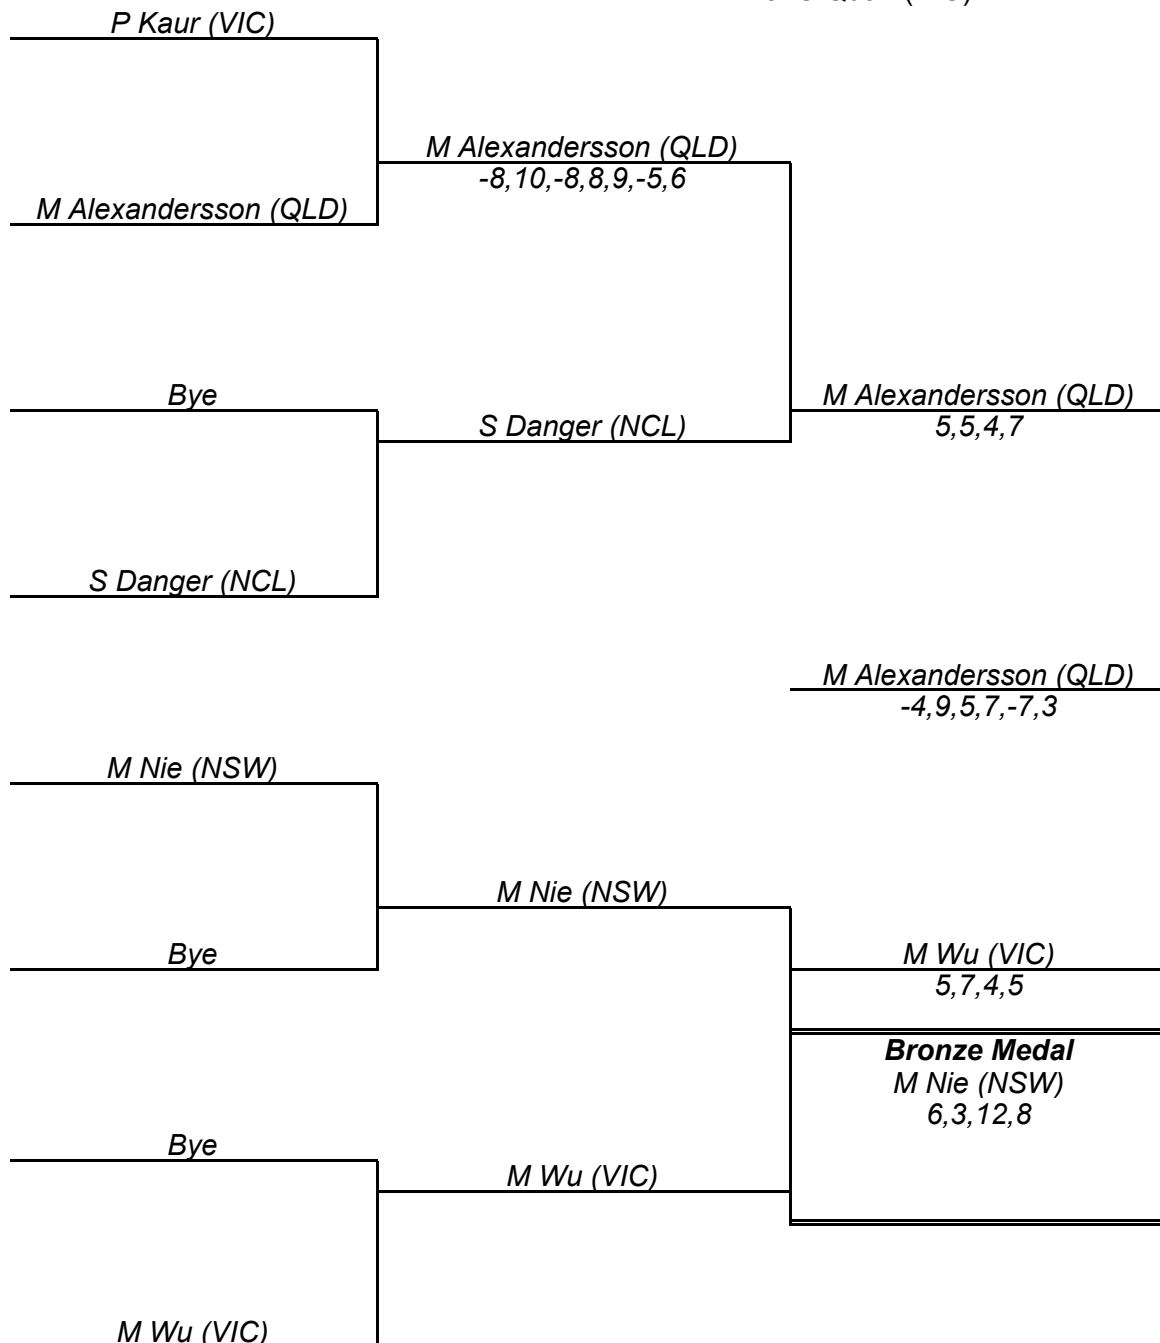 P Kaur (VIC)
M Alexandersson (QLD)
-8,10,-8,8,9,-5,6
M Alexandersson (QLD)
Bye
M Alexandersson (QLD)
S Danger (NCL)
5,5,4,7
S Danger (NCL)
M Alexandersson (QLD)
-4,9,5,7,-7,3
M Nie (NSW)
M Nie (NSW)
Bye
M Wu (VIC)
5,7,4,5
Bronze Medal
M Nie (NSW)
6,3,12,8
Bye
M Wu (VIC)
M Wu (VIC)